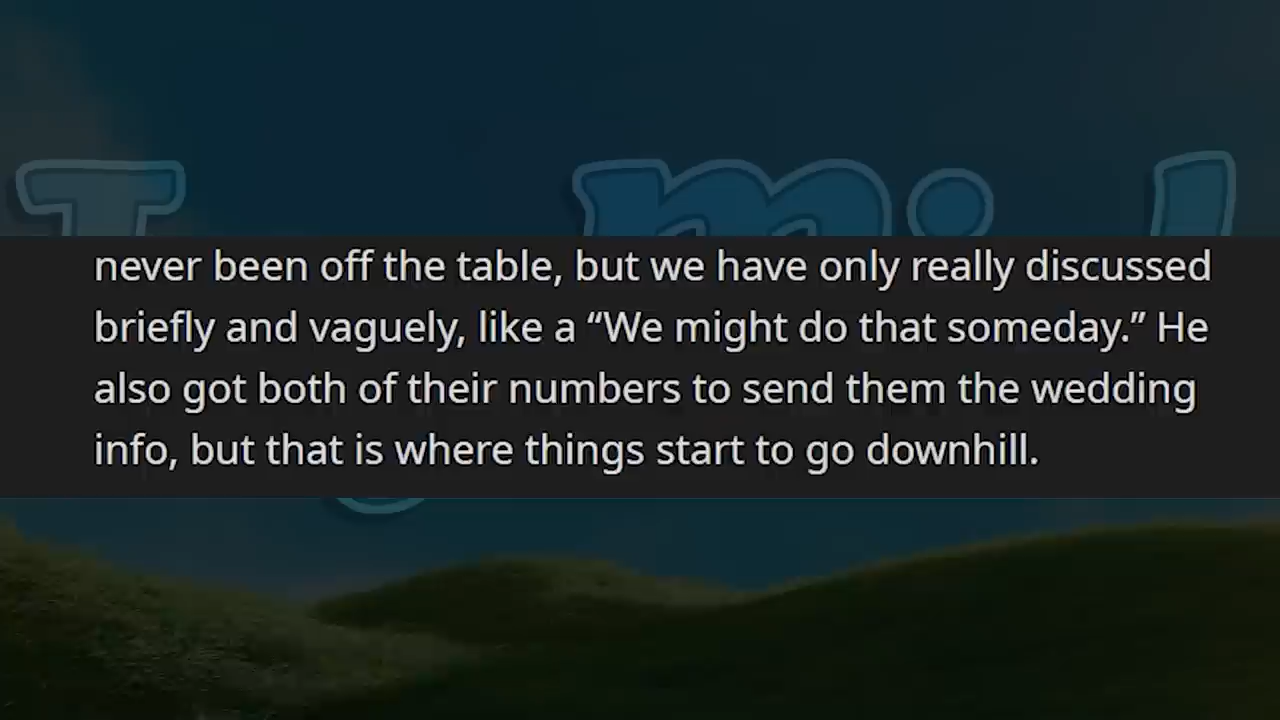 never been off the table, but we have only really discussed
briefly and vaguely, like a “We might do that someday.” He
also got both of their numbers to send them the wedding
info, but that is where things start to go downhill.